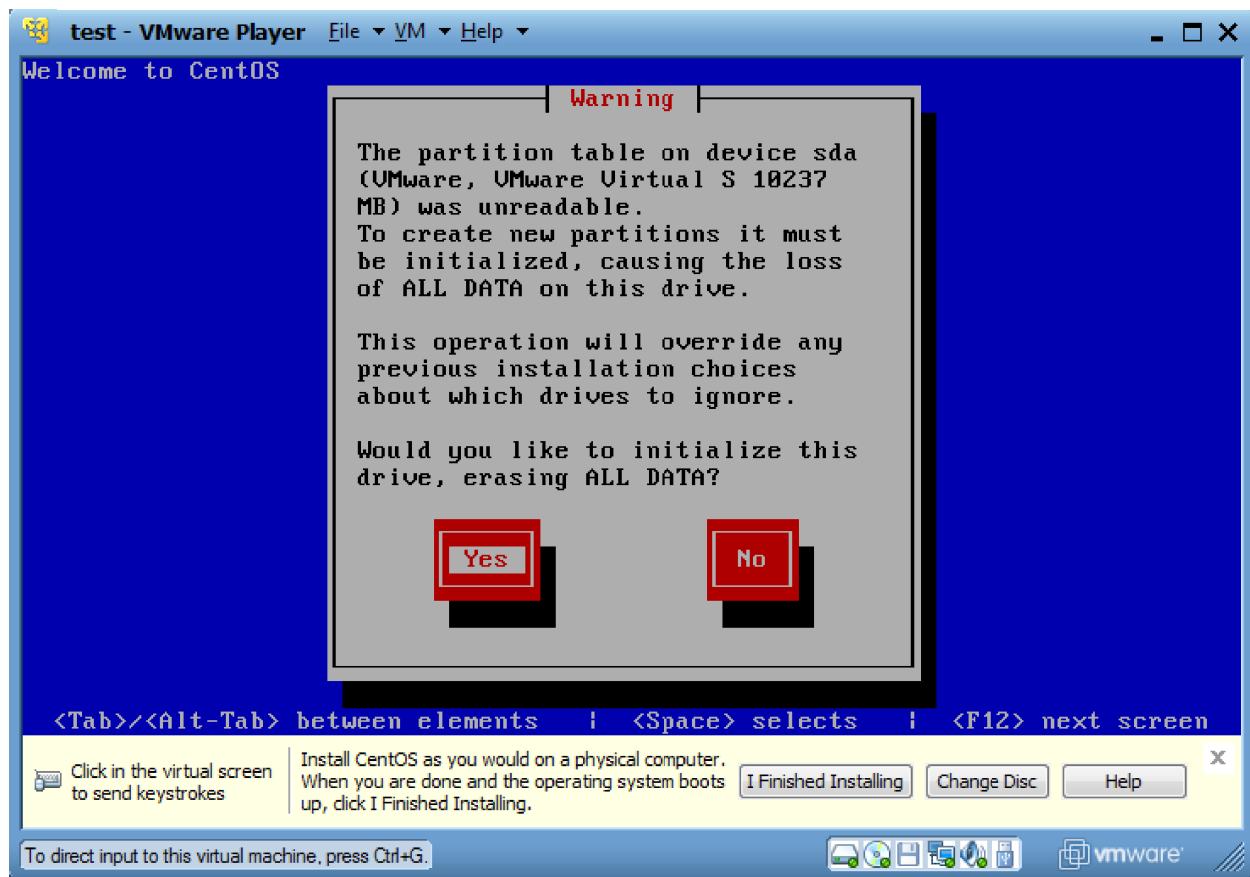 test - VMware Player File VM Help
Welcome to CentOS
Warning
The partition table on device sda
(VMware, VMware Virtual S 10237
MB) was unreadable.
To create new partitions it must
be initialized, causing the loss
of ALL DATA on this drive.
This operation will override any
previous installation choices
about which drives to ignore.
Would you like to initialize this
drive, erasing ALL DATA?
Yes No
<Tab>/<Alt-Tab> between elements | <Space> selects | <F12> next screen
Click in the virtual screen
to send keystrokes
Install CentOS as you would on a physical computer.
When you are done and the operating system boots
up, click I Finished Installing.
I Finished Installing Change Disc Help
To direct input to this virtual machine, press Ctrl+G.
vmware